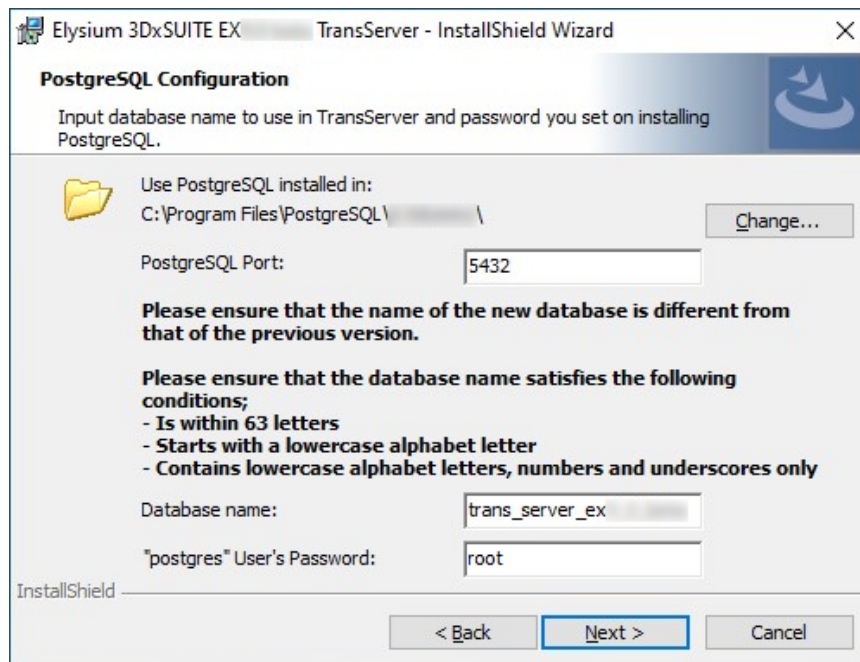 Elysium 3DxSUITE EX TransServer - InstallShield Wizard
PostgreSQL Configuration
Input database name to use in TransServer and password you set on installing
PostgreSQL.
Use PostgreSQL installed in:
C:\Program Files\PostgreSQL\ \
Change...
PostgreSQL Port:
5432
Please ensure that the name of the new database is different from
that of the previous version.
Please ensure that the database name satisfies the following
conditions;
- Is within 63 letters
- Starts with a lowercase alphabet letter
- Contains lowercase alphabet letters, numbers and underscores only
Database name:
trans_server_ex
"postgres" User's Password:
root
InstallShield
< Back
Next >
Cancel